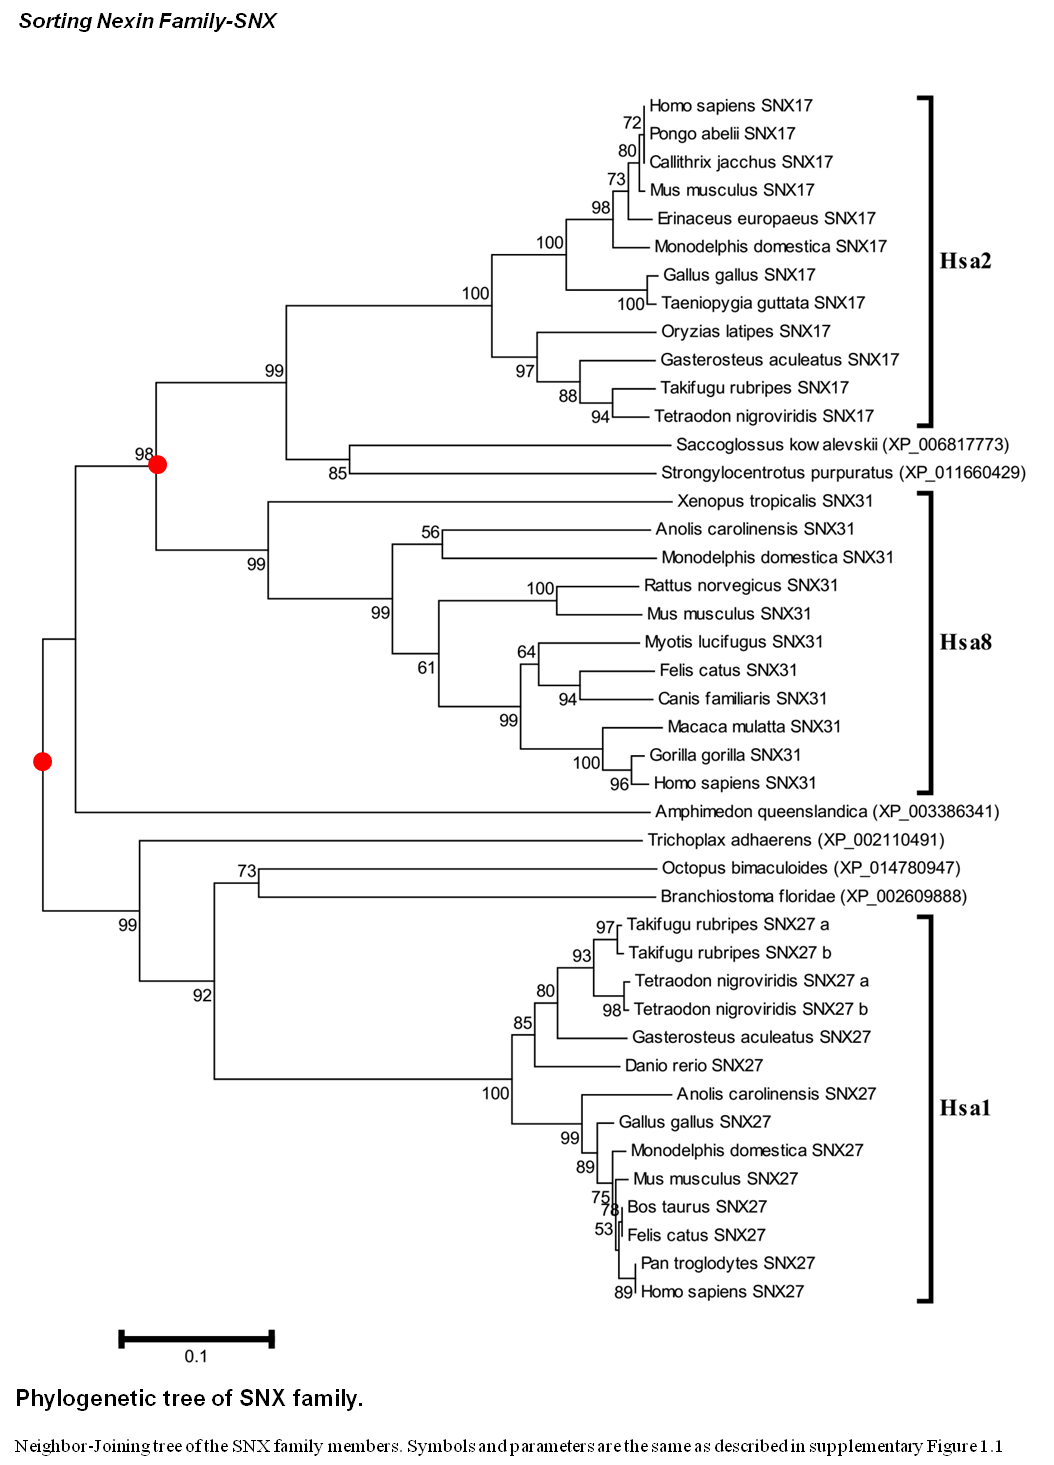 Sorting Nexin Family-SNX
Homo sapiens SNX17
72
Pongo abelii SNX17
80
Callithrix jacchus SNX17
73
Mus musculus SNX17
98
Erinaceus europaeus SNX17
100
Monodelphis domestica SNX17
Hsa2
Gallus gallus SNX17
100
100
Taeniopygia guttata SNX17
Oryzias latipes SNX17
99
97
Gasterosteus aculeatus SNX17
88
Takifugu rubripes SNX17
94
Tetraodon nigroviridis SNX17
98
Saccoglossus kowalevskii (XP_006817773)
85
Strongylocentrotus purpuratus (XP_011660429)
Xenopus tropicalis SNX31
56
Anolis carolinensis SNX31
99
Monodelphis domestica SNX31
100
Rattus norvegicus SNX31
99
Mus musculus SNX31
64
Myotis lucifugus SNX31
Hsa8
61
Felis catus SNX31
94
Canis familiaris SNX31
99
Macaca mulatta SNX31
100
Gorilla gorilla SNX31
96
Homo sapiens SNX31
Amphimedon queenslandica (XP_003386341)
Trichoplax adhaerens (XP_002110491)
73
Octopus bimaculoides (XP_014780947)
Branchiostoma floridae (XP_002609888)
99
97
Takifugu rubripes SNX27 a
93
Takifugu rubripes SNX27 b
80
Tetraodon nigroviridis SNX27 a
92
98
Tetraodon nigroviridis SNX27 b
85
Gasterosteus aculeatus SNX27
Danio rerio SNX27
100
Anolis carolinensis SNX27
Hsa1
99
Gallus gallus SNX27
89
Monodelphis domestica SNX27
75
Mus musculus SNX27
78
Bos taurus SNX27
53
Felis catus SNX27
Pan troglodytes SNX27
89
Homo sapiens SNX27
0.1
Phylogenetic tree of SNX family.
Neighbor-Joining tree of the SNX family members. Symbols and parameters are the same as described in supplementary Figure 1.1